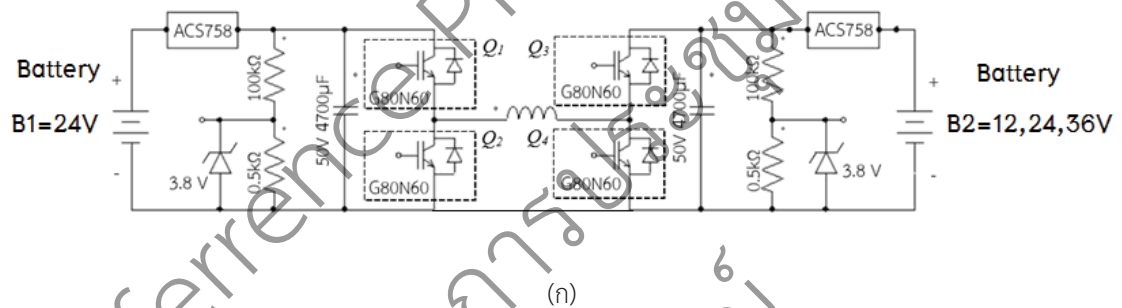 ACS758
ACS758
Q1
Q3
Battery
+
100kΩ
50V 4700µF
G80N60
G80N60
50V 4700µF
100kΩ
+
Battery
B1=24V
Q2
Q4
B2=12,24,36V
-
3.8 V
0.5kΩ
G80N60
G80N60
0.5kΩ
3.8 V
-
(ก)